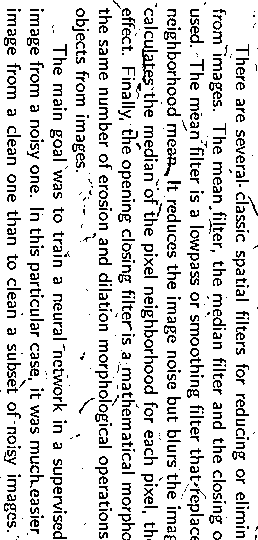 There are several classic spatial filters for reducing or elimin
from images. The mean filter, the median filter and the closing o
used. The mean filter is a lowpass or smoothing filter that replace
neighborhood mean. It reduces the image noise but blurs the imag
calculates the median of the pixel neighborhood for each pixel, th
effect. Finally, the opening closing filter is a mathematical morpho
the same number of erosion and dilation morphological operations
objects from images.
The main goal was to train a neural network in a supervised
image from a noisy one. In this particular case, it was much easier
image from a clean one than to clean a subset of noisy images.